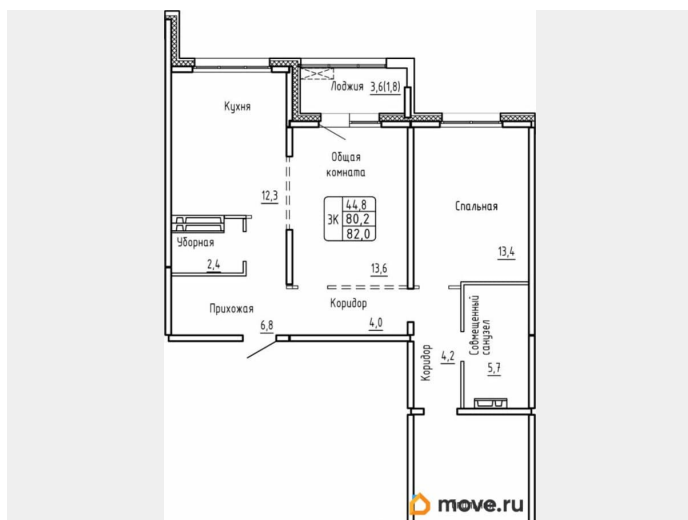 Лоджия 3,6(1,8)
Кухня
Общая
комната
12,3
44,8
3К 80,2
82,0
Спальная
Уборная
2,4
13,6
13,4
Прихожая
6,8
Коридор
4,0
Коридор
4,2
Совмещенный
санузел
5,7
move.ru